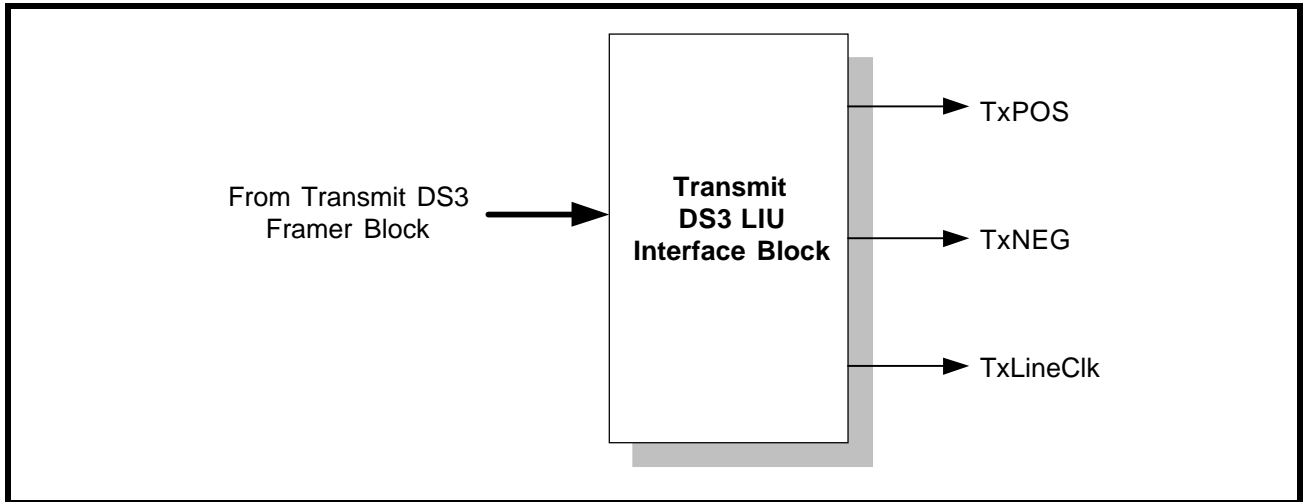 From Transmit DS3
Framer Block
Transmit
DS3 LIU
Interface Block
TxPOS
TxNEG
TxLineClk